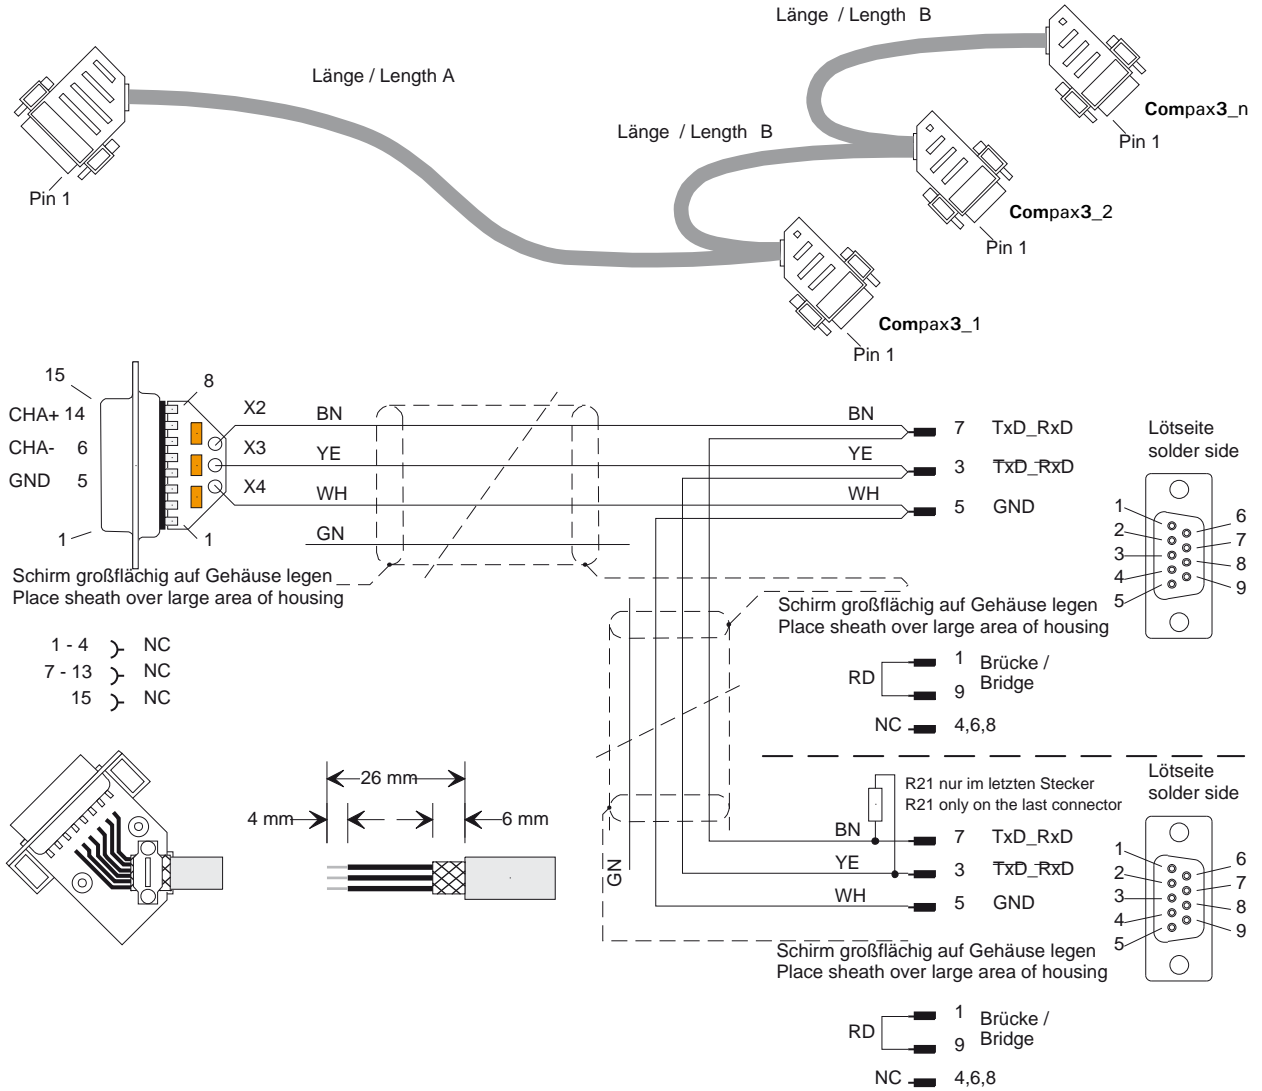 Länge / Length B
Länge / Length A
Compax3_n
Länge / Length B
Pin 1
Pin 1
Compax3_2
Pin 1
Compax3_1
Pin 1
15
8
CHA+ 14
X2
BN
BN
7 TxD_RxD
Lötseite
solder side
CHA- 6
X3
YE
YE
3 TxD_RxD
GND 5
X4
WH
WH
5 GND
GN
1
1
1
2
3
4
5
6
7
8
9
Schirm großflächig auf Gehäuse legen
Place sheath over large area of housing
Schirm großflächig auf Gehäuse legen
Place sheath over large area of housing
1 - 4 NC
7 - 13 NC
15 NC
RD
1
9
Brücke /
Bridge
NC 4,6,8
26 mm
4 mm
6 mm
R21 nur im letzten Stecker
R21 only on the last connector
Lötseite
solder side
BN
7 TxD_RxD
YE
3 TxD_RxD
WH
5 GND
GN
1
2
3
4
5
6
7
8
9
Schirm großflächig auf Gehäuse legen
Place sheath over large area of housing
RD
1
9
Brücke /
Bridge
NC 4,6,8